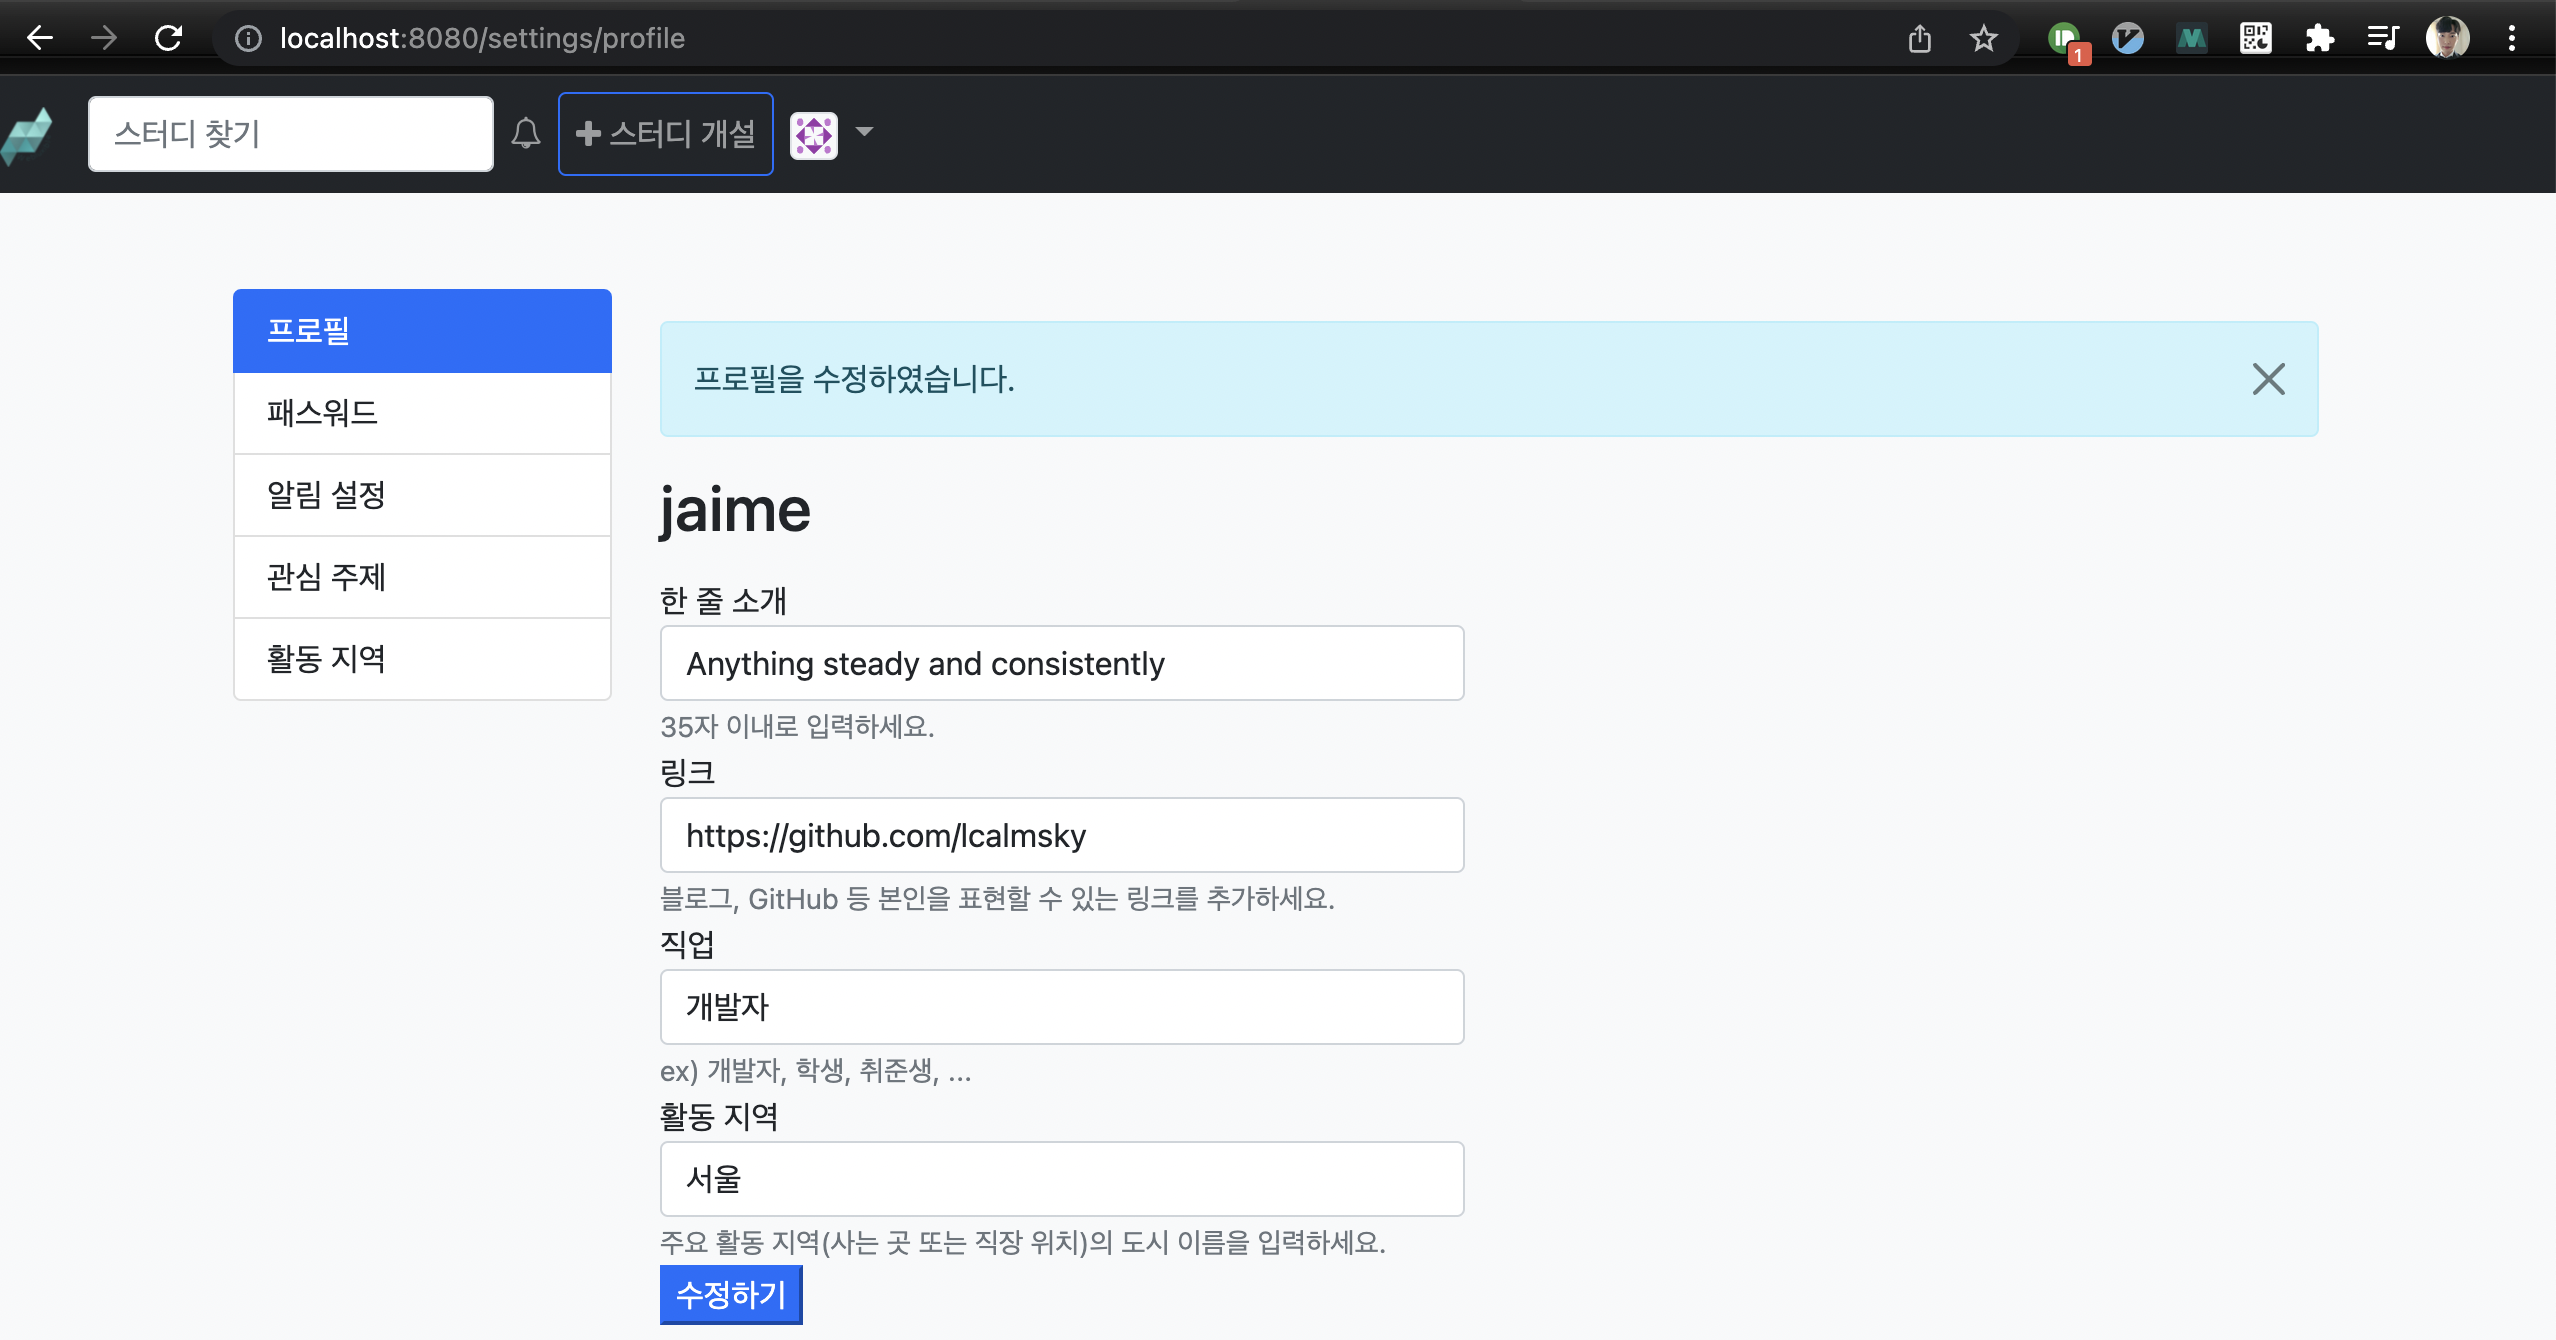 localhost:8080/settings/profile
1
스터디 찾기
스터디 개설
프로필
패스워드
알림 설정
관심 주제
활동 지역
프로필을 수정하였습니다.
jaime
한 줄 소개
Anything steady and consistently
35자 이내로 입력하세요.
링크
https://github.com/lcalmsky
블로그, GitHub 등 본인을 표현할 수 있는 링크를 추가하세요.
직업
개발자
ex) 개발자, 학생, 취준생, ...
활동 지역
서울
주요 활동 지역(사는 곳 또는 직장 위치)의 도시 이름을 입력하세요.
수정하기